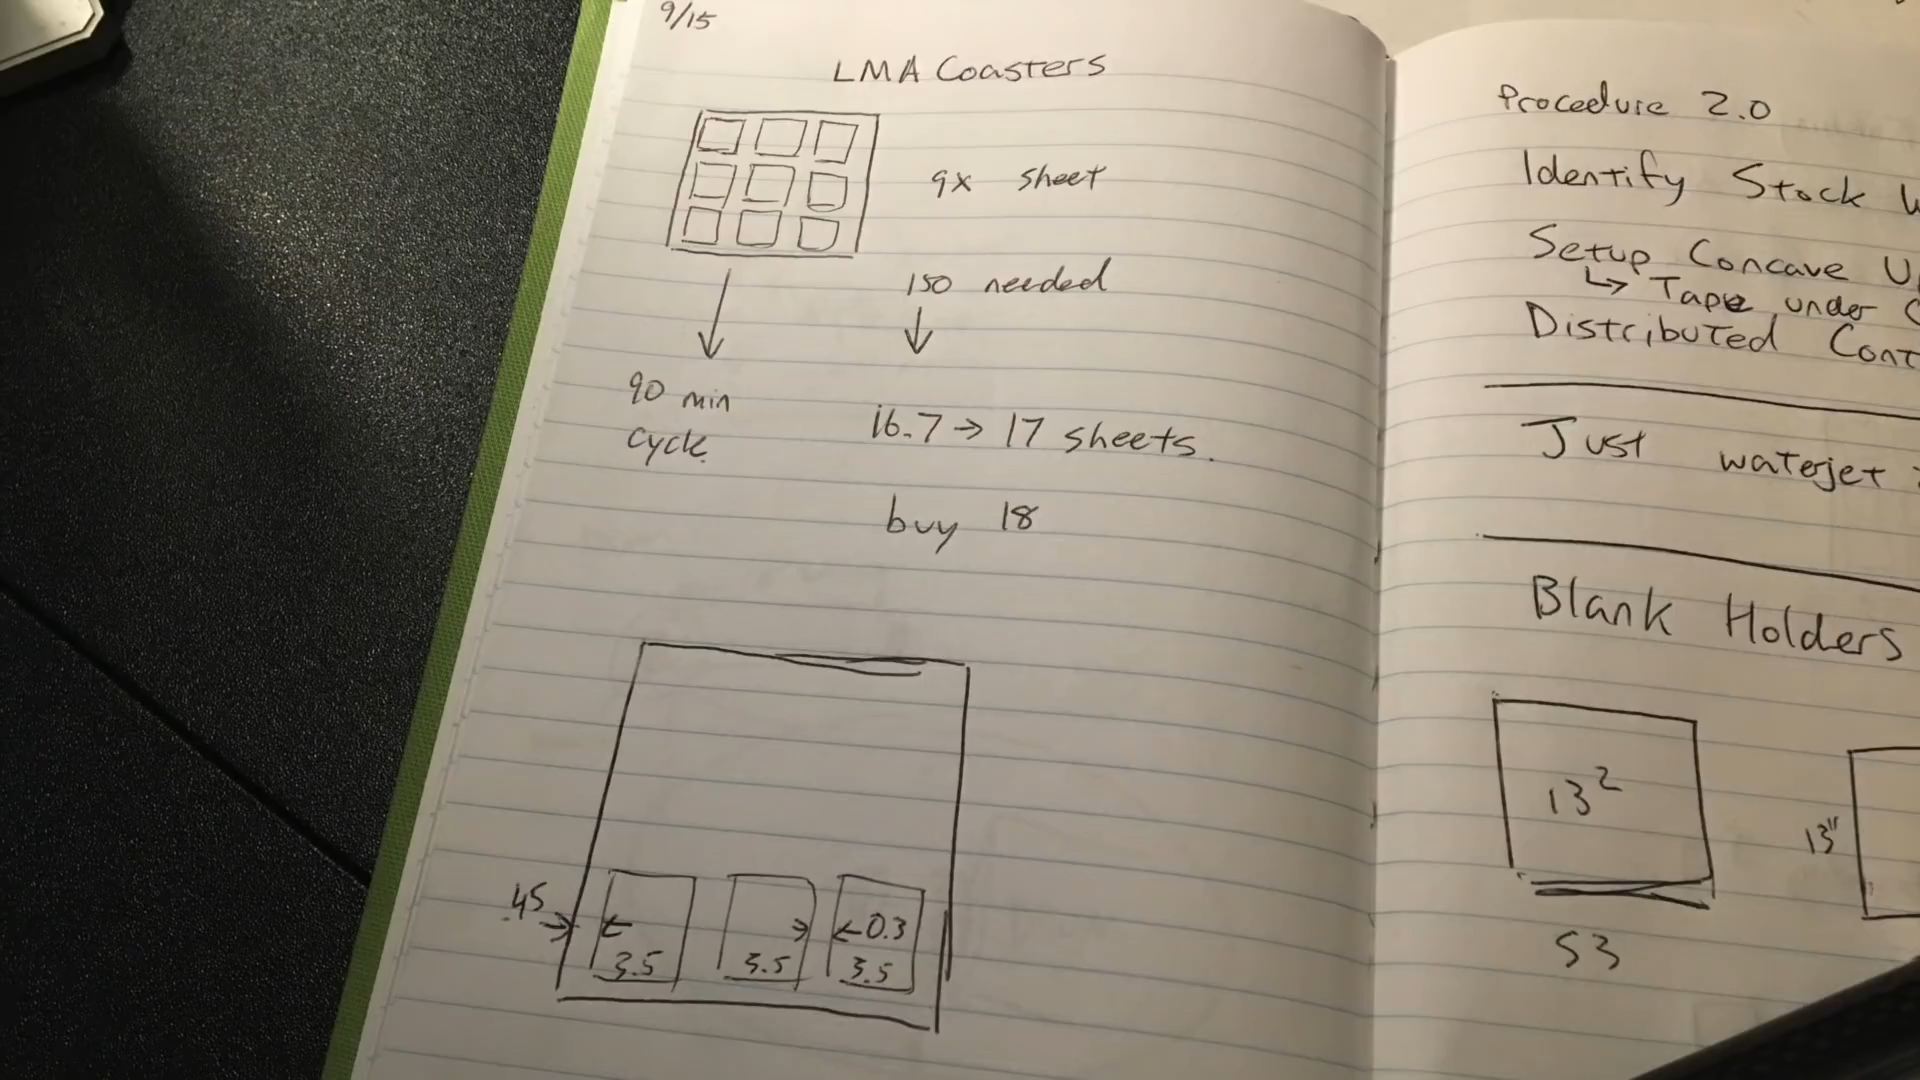 9/15
LMA Coasters
9x sheet
150 needed
90 min
cycle
16.7 → 17 sheets.
buy 18
.45
←0.3
3.5
3.5
3.5
Procedure 2.0
Identify Stock
Setup Concave
↳ Tape under
Distributed
Just waterjet
Blank Holders
13²
13"
S3